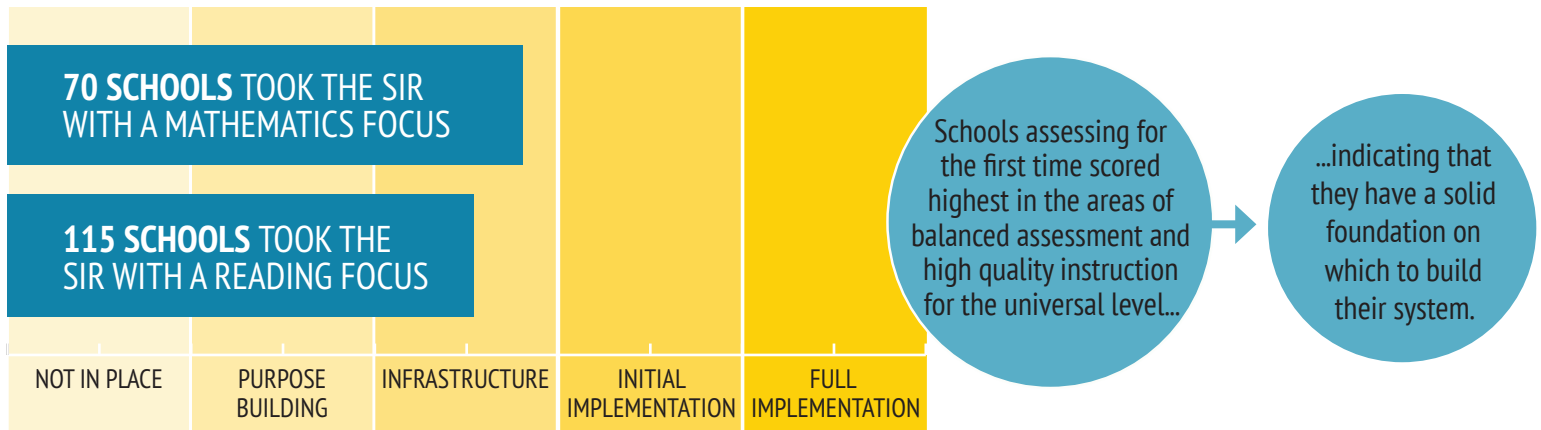 70 SCHOOLS TOOK THE SIR
WITH A MATHEMATICS FOCUS
115 SCHOOLS TOOK THE
SIR WITH A READING FOCUS
NOT IN PLACE
PURPOSE
BUILDING
INFRASTRUCTURE
INITIAL
IMPLEMENTATION
FULL
IMPLEMENTATION
Schools assessing for
the first time scored
highest in the areas of
balanced assessment and
high quality instruction
for the universal level...
...indicating that
they have a solid
foundation on
which to build
their system.